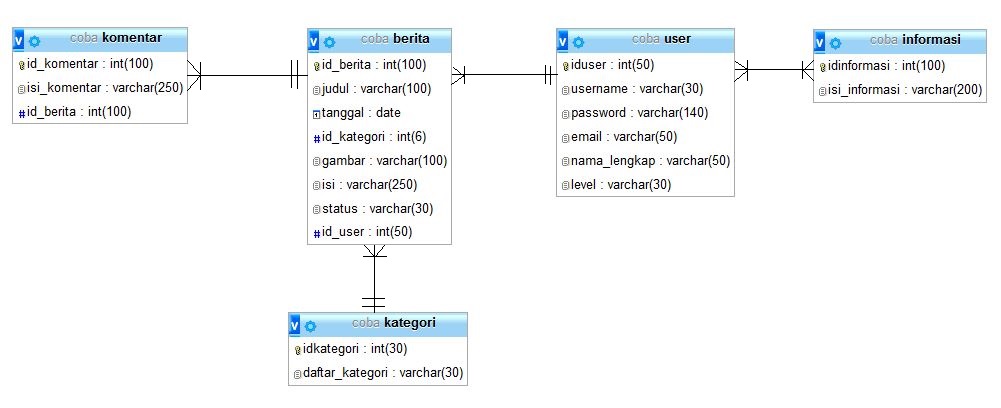 coba komentar
id_komentar : int(100)
isi_komentar : varchar(250)
id_berita : int(100)
coba berita
id_berita : int(100)
judul : varchar(100)
tanggal : date
id_kategori : int(6)
gambar : varchar(100)
isi : varchar(250)
status : varchar(30)
id_user : int(50)
coba user
iduser : int(50)
username : varchar(30)
password : varchar(140)
email : varchar(50)
nama_lengkap : varchar(50)
level : varchar(30)
coba informasi
idinformasi : int(100)
isi_informasi : varchar(200)
coba kategori
idkategori : int(30)
daftar_kategori : varchar(30)